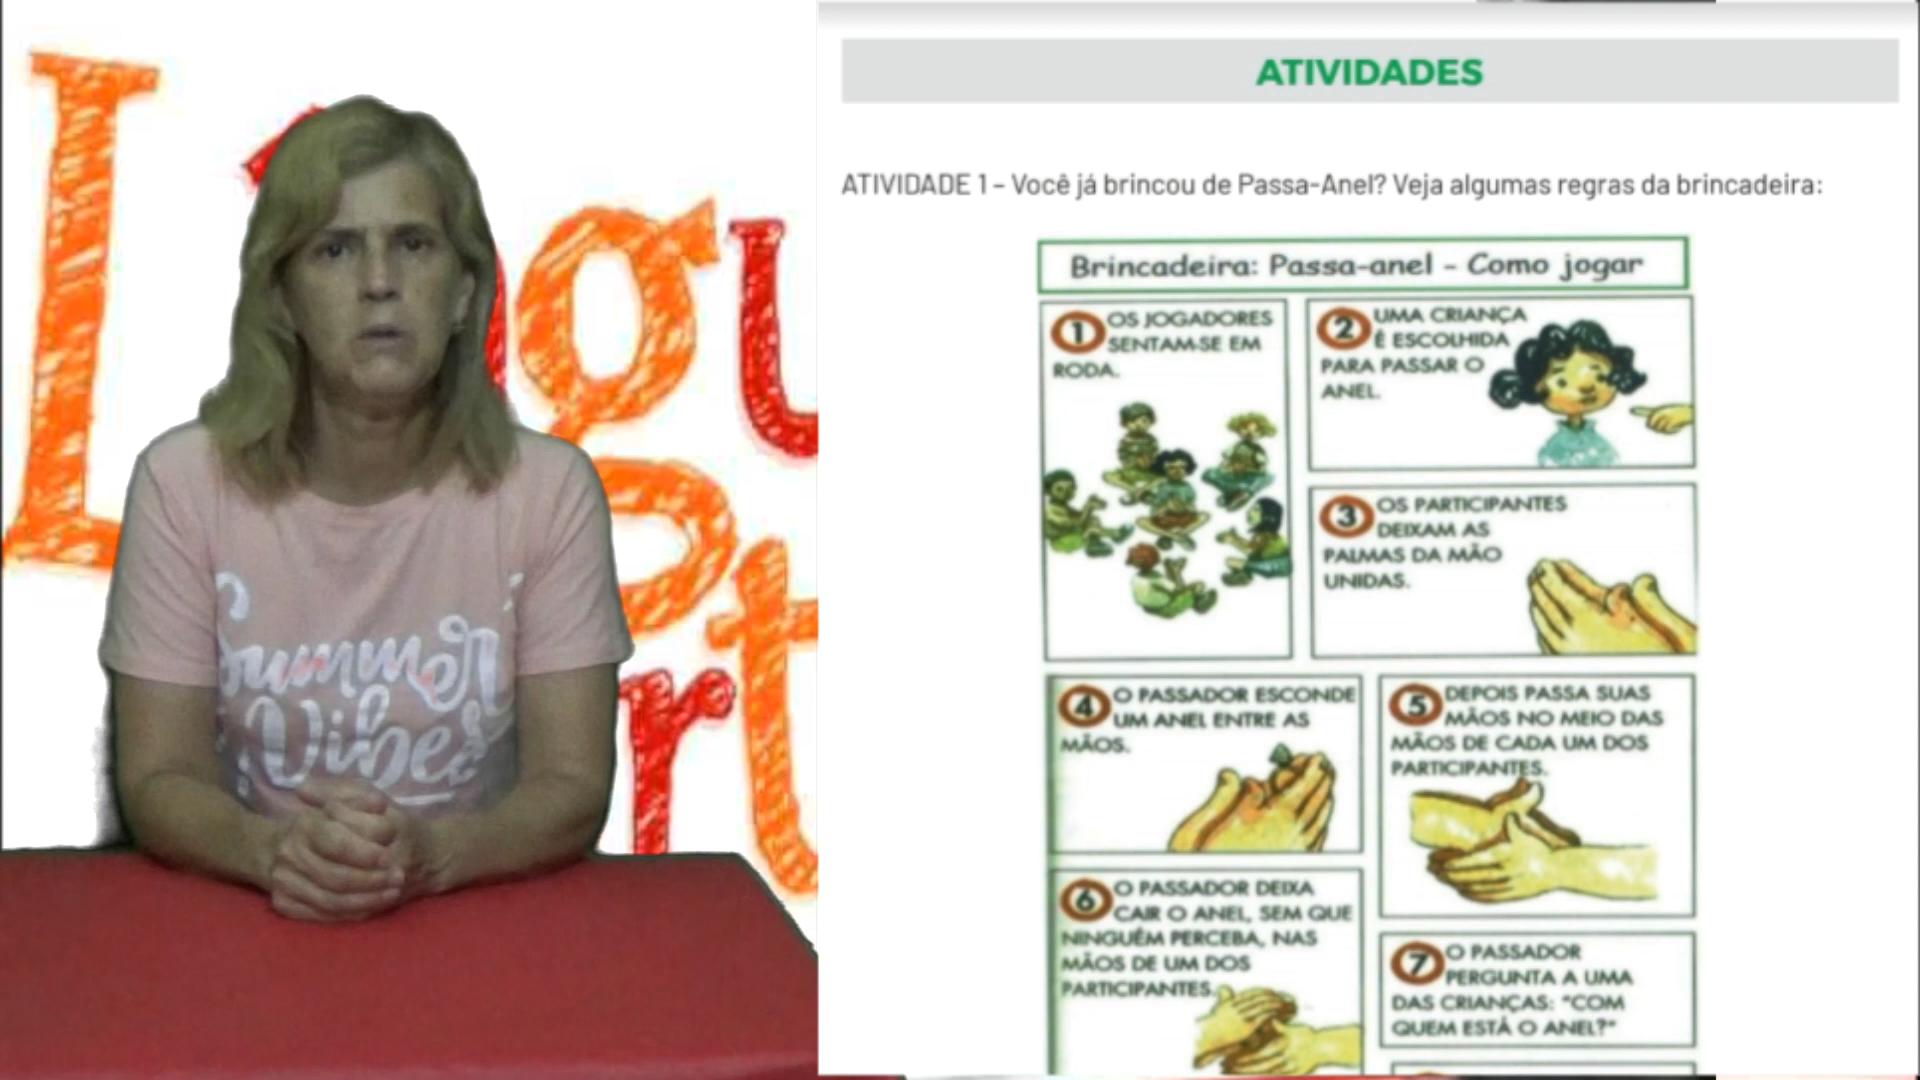 Summer
Vibes
ATIVIDADES
ATIVIDADE 1 – Você já brincou de Passa-Anel? Veja algumas regras da brincadeira:
Brincadeira: Passa-anel - Como jogar
1 OS JOGADORES
SENTAM-SE EM
RODA.
2 UMA CRIANÇA
É ESCOLHIDA
PARA PASSAR O
ANEL.
3 OS PARTICIPANTES
DEIXAM AS
PALMAS DA MÃO
UNIDAS.
4 O PASSADOR ESCONDE
UM ANEL ENTRE AS
MÃOS.
5 DEPOIS PASSA SUAS
MÃOS NO MEIO DAS
MÃOS DE CADA UM DOS
PARTICIPANTES.
6 O PASSADOR DEIXA
CAIR O ANEL, SEM QUE
NINGUÉM PERCEBA, NAS
MÃOS DE UM DOS
PARTICIPANTES.
7 O PASSADOR
PERGUNTA A UMA
DAS CRIANÇAS: "COM
QUEM ESTÁ O ANEL?"